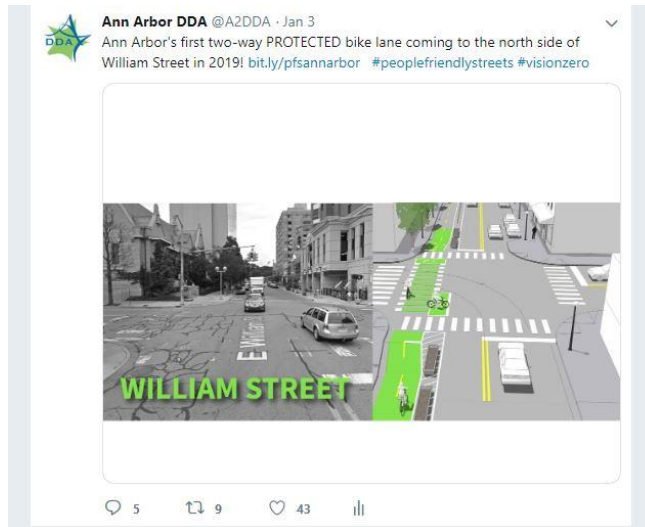 Ann Arbor DDA @A2DDA · Jan 3
DDA
Ann Arbor's first two-way PROTECTED bike lane coming to the north side of
William Street in 2019! bit.ly/pfsannarbor #peoplefriendlystreets #visionzero
E William
WILLIAM STREET
5 9 43